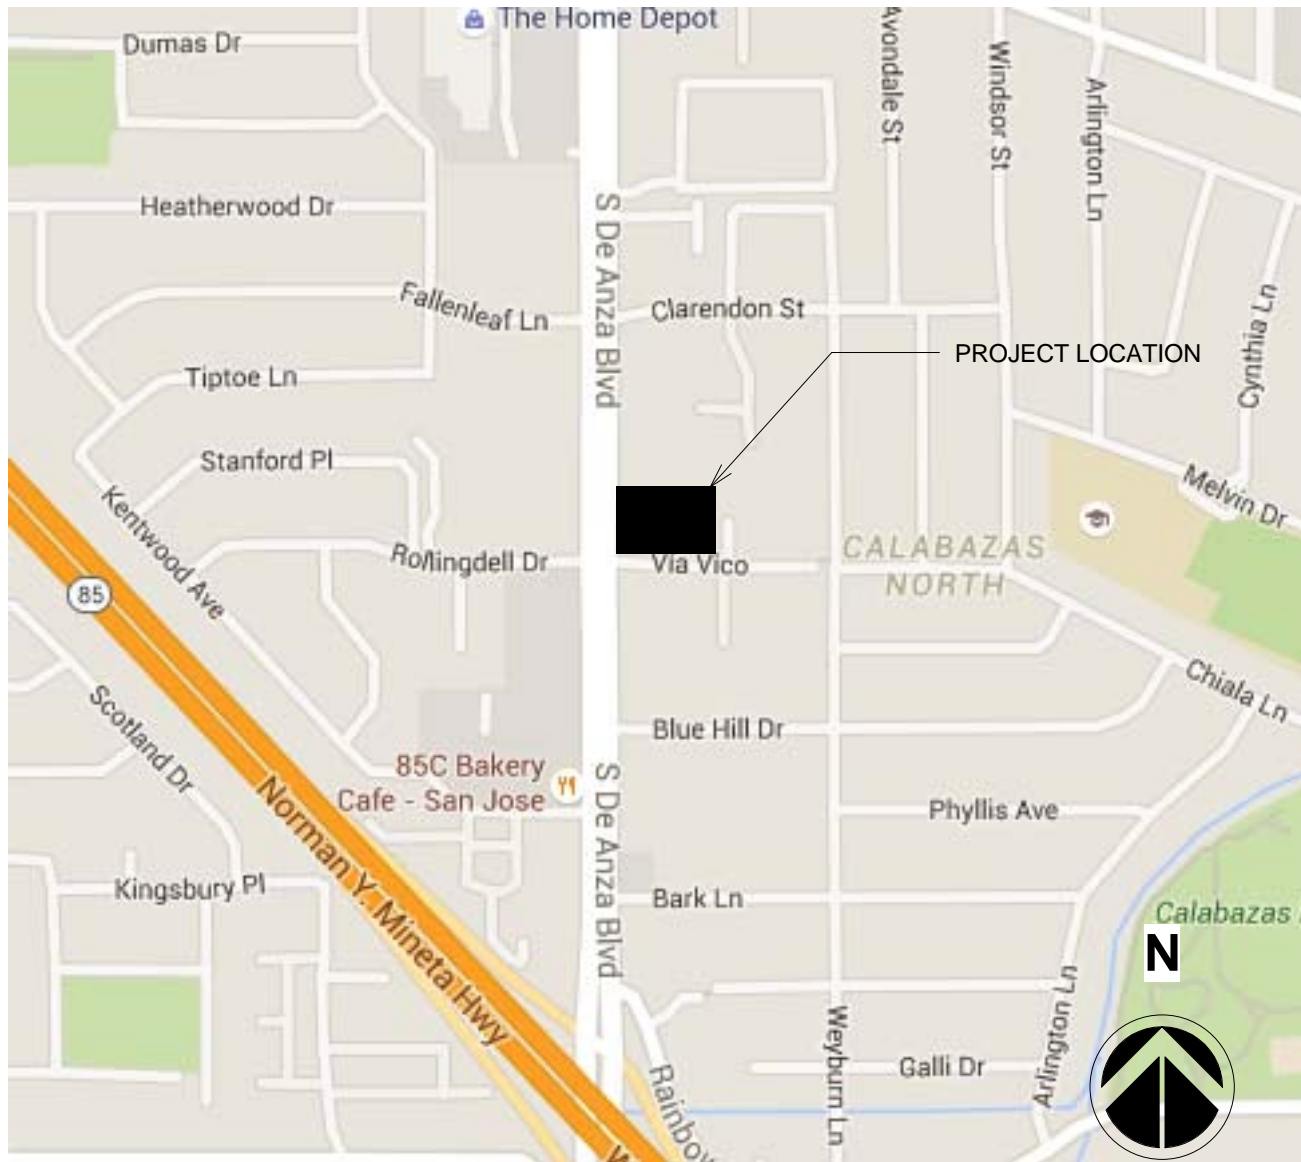 The Home Depot
Dumas Dr
Avondale St
Windsor St
Arlington Ln
Heatherwood Dr
S De Anza Blvd
Fallenleaf Ln
Clarendon St
Cynthia Ln
PROJECT LOCATION
Tiptoe Ln
Stanford Pl
Melvin Dr
Kentwood Ave
CALABAZAS
NORTH
Rollingdell Dr
Via Vico
85
Scotland Dr
Chiala Ln
Blue Hill Dr
85C Bakery
Cafe - San Jose
S De Anza Blvd
Norman Y. Mineta Hwy
Phyllis Ave
Kingsbury Pl
Bark Ln
Calabazas
N
Arlington Ln
Weyburn Ln
Galli Dr
Rainbow